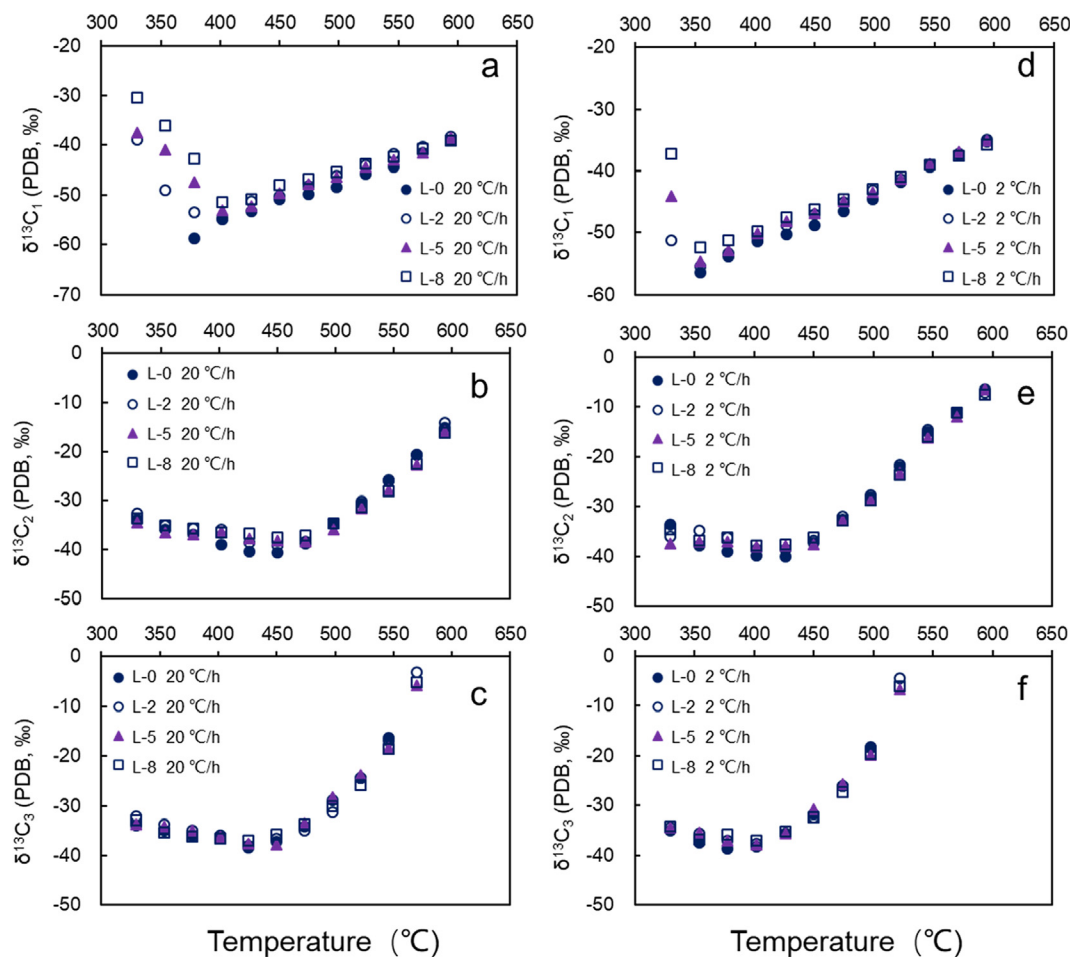 300 350 400 450 500 550 600 650
-20
-30
-40
-50
-60
-70
δ¹³C₁ (PDB, ‰)
a
L-0 20 ℃/h
L-2 20 ℃/h
L-5 20 ℃/h
L-8 20 ℃/h
300 350 400 450 500 550 600 650
-20
-30
-40
-50
-60
δ¹³C₁ (PDB, ‰)
d
L-0 2 ℃/h
L-2 2 ℃/h
L-5 2 ℃/h
L-8 2 ℃/h
300 350 400 450 500 550 600 650
0
-10
-20
-30
-40
-50
δ¹³C₂ (PDB, ‰)
b
L-0 20 ℃/h
L-2 20 ℃/h
L-5 20 ℃/h
L-8 20 ℃/h
300 350 400 450 500 550 600 650
0
-10
-20
-30
-40
-50
δ¹³C₂ (PDB, ‰)
e
L-0 2 ℃/h
L-2 2 ℃/h
L-5 2 ℃/h
L-8 2 ℃/h
300 350 400 450 500 550 600 650
0
-10
-20
-30
-40
-50
δ¹³C₃ (PDB, ‰)
c
L-0 20 ℃/h
L-2 20 ℃/h
L-5 20 ℃/h
L-8 20 ℃/h
Temperature (℃)
300 350 400 450 500 550 600 650
0
-10
-20
-30
-40
-50
δ¹³C₃ (PDB, ‰)
f
L-0 2 ℃/h
L-2 2 ℃/h
L-5 2 ℃/h
L-8 2 ℃/h
Temperature (℃)